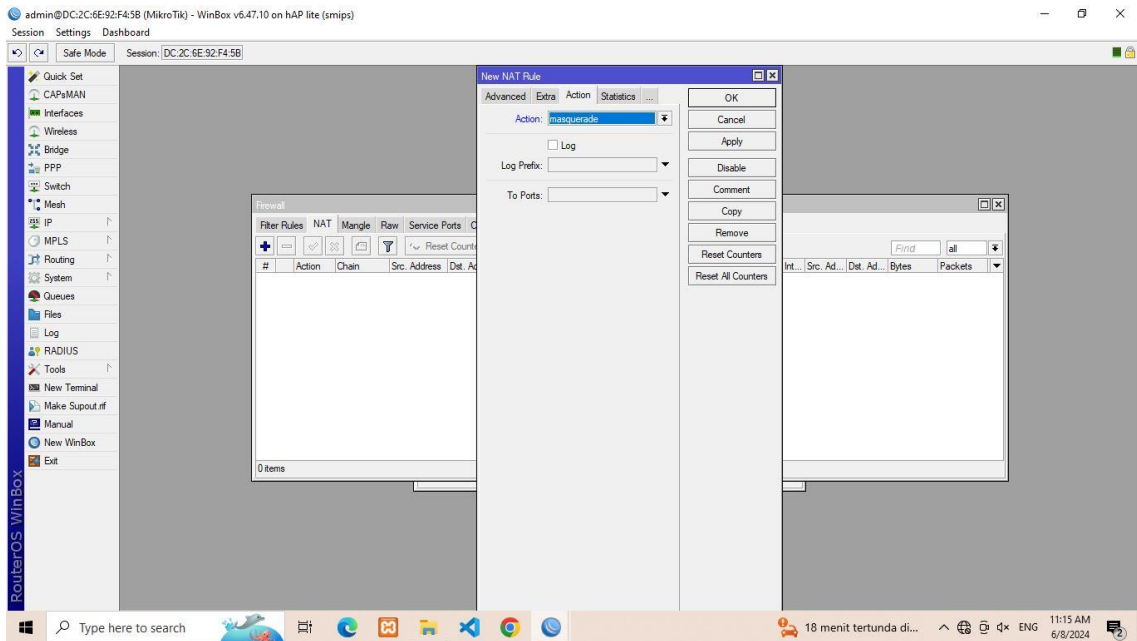 admin@DC:2C:6E:92:F4:5B (MikroTik) - WinBox v6.47.10 on hAP lite (smips)
Session Settings Dashboard
Safe Mode Session: DC:2C:6E:92:F4:5B
Quick Set
CAPsMAN
Interfaces
Wireless
Bridge
PPP
Switch
Mesh
IP
MPLS
Routing
System
Queues
Files
Log
RADIUS
Tools
New Terminal
Make Supout.rif
Manual
New WinBox
Exit
RouterOS WinBox
New NAT Rule
Advanced Extra Action Statistics ...
Action: masquerade
Log
Log Prefix:
To Ports:
OK
Cancel
Apply
Disable
Comment
Copy
Remove
Reset Counters
Reset All Counters
Firewall
Filter Rules NAT Mangle Raw Service Ports C
Reset Counte
Find all
# Action Chain Src. Address Dst. Ad Int... Src. Ad... Dst. Ad... Bytes Packets
0 items
Type here to search
18 menit tertunda di... ENG 11:15 AM
6/8/2024
2